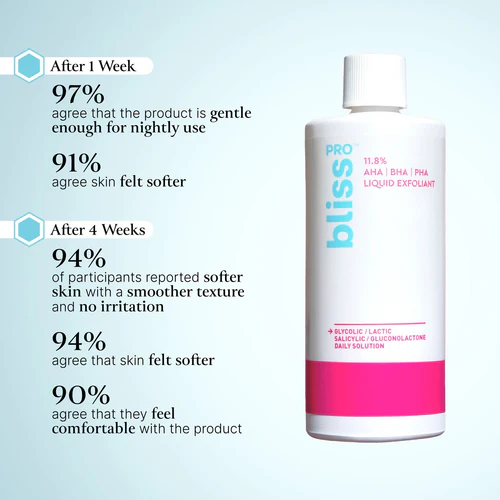 After 1 Week
97%
agree that the product is gentle
enough for nightly use
91%
agree skin felt softer
After 4 Weeks
94%
of participants reported softer
skin with a smoother texture
and no irritation
94%
agree that skin felt softer
90%
agree that they feel
comfortable with the product
bliss
PRO™
11.8%
AHA | BHA | PHA
LIQUID EXFOLIANT
→ GLYCOLIC / LACTIC
SALICYLIC / GLUCONOLACTONE
DAILY SOLUTION